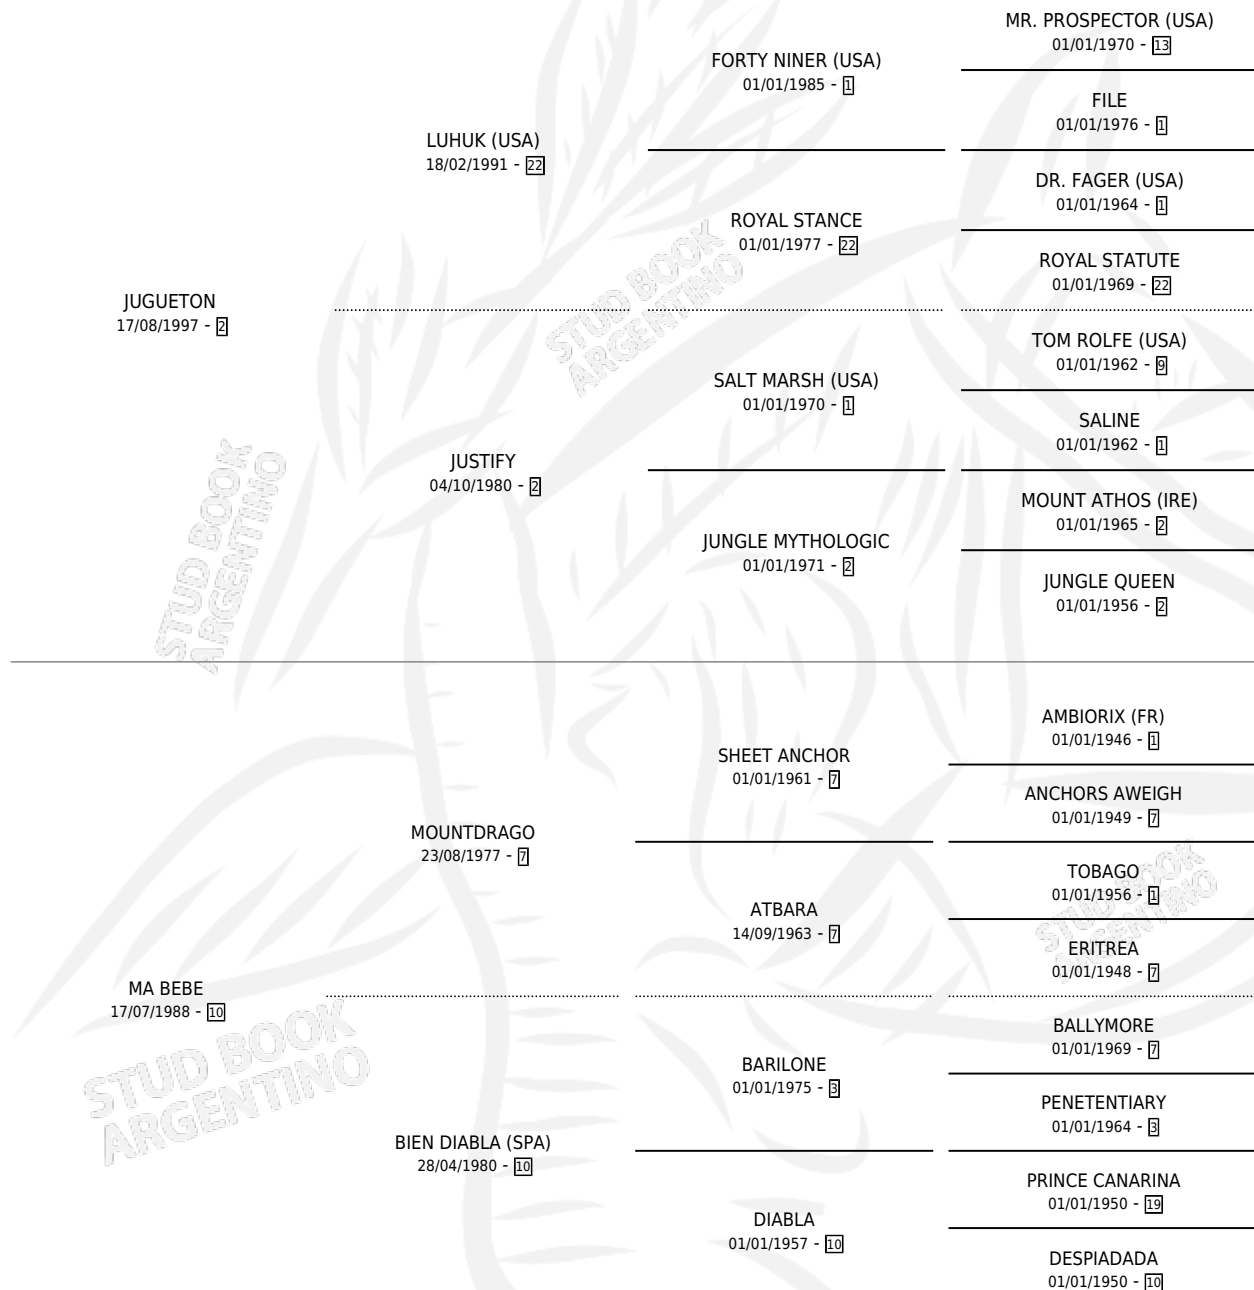 MR. PROSPECTOR (USA)
01/01/1970 - 13
FORTY NINER (USA)
01/01/1985 - 1
FILE
01/01/1976 - 1
LUHUK (USA)
18/02/1991 - 22
DR. FAGER (USA)
01/01/1964 - 1
ROYAL STANCE
01/01/1977 - 22
ROYAL STATUTE
01/01/1969 - 22
JUGUETON
17/08/1997 - 2
STUD BOOK
ARGENTINO
TOM ROLFE (USA)
01/01/1962 - 9
SALT MARSH (USA)
01/01/1970 - 1
SALINE
01/01/1962 - 1
JUSTIFY
04/10/1980 - 2
MOUNT ATHOS (IRE)
01/01/1965 - 2
JUNGLE MYTHOLOGIC
01/01/1971 - 2
JUNGLE QUEEN
01/01/1956 - 2
STUD BOOK
ARGENTINO
AMBIORIX (FR)
01/01/1946 - 1
SHEET ANCHOR
01/01/1961 - 7
ANCHORS AWEIGH
01/01/1949 - 7
MOUNTDRAGO
23/08/1977 - 7
TOBAGO
01/01/1956 - 1
ATBARA
14/09/1963 - 7
STUD BOOK
ARGENTINO
ERITREA
01/01/1948 - 7
MA BEBE
17/07/1988 - 10
BALLYMORE
01/01/1969 - 7
BARILONE
01/01/1975 - 3
STUD BOOK
ARGENTINO
PENETENTIARY
01/01/1964 - 3
BIEN DIABLA (SPA)
28/04/1980 - 10
PRINCE CANARINA
01/01/1950 - 19
DIABLA
01/01/1957 - 10
DESPIADADA
01/01/1950 - 10